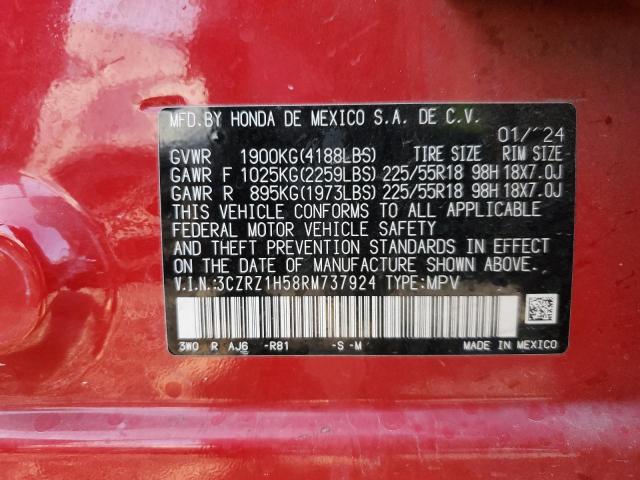 MFD.BY HONDA DE MEXICO S.A. DE C.V.
01/'24
GVWR 1900KG(4188LBS) TIRE SIZE RIM SIZE
GAWR F 1025KG(2259LBS) 225/55R18 98H 18X7.0J
GAWR R 895KG(1973LBS) 225/55R18 98H 18X7.0J
THIS VEHICLE CONFORMS TO ALL APPLICABLE
FEDERAL MOTOR VEHICLE SAFETY
AND THEFT PREVENTION STANDARDS IN EFFECT
ON THE DATE OF MANUFACTURE SHOWN ABOVE.
V.I.N.:3CZRZ1H58RM737924 TYPE:MPV
3W0 R AJ6 -R81 -S -M MADE IN MEXICO